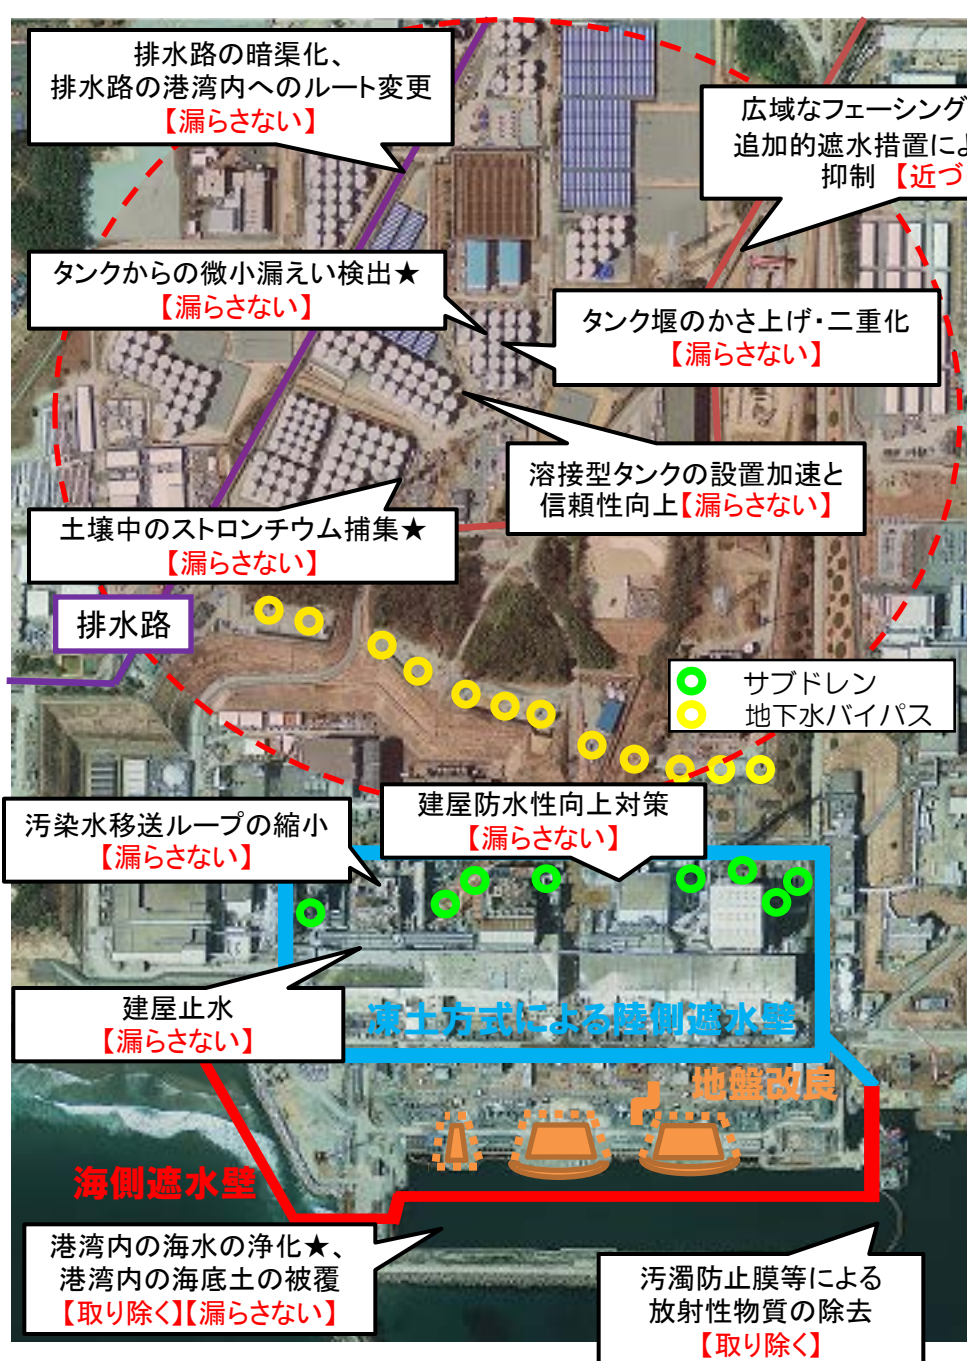 排水路の暗渠化、
排水路の港湾内へのルート変更
【漏らさない】
広域なフェーシング
追加的遮水措置によ
抑制 【近づ
タンクからの微小漏えい検出★
【漏らさない】
タンク堰のかさ上げ・二重化
【漏らさない】
溶接型タンクの設置加速と
信頼性向上【漏らさない】
土壌中のストロンチウム捕集★
【漏らさない】
排水路
サブドレン
地下水バイパス
建屋防水性向上対策
【漏らさない】
汚染水移送ループの縮小
【漏らさない】
建屋止水
【漏らさない】
凍土方式による陸側遮水壁
地盤改良
海側遮水壁
港湾内の海水の浄化★、
港湾内の海底土の被覆
【取り除く】【漏らさない】
汚濁防止膜等による
放射性物質の除去
【取り除く】